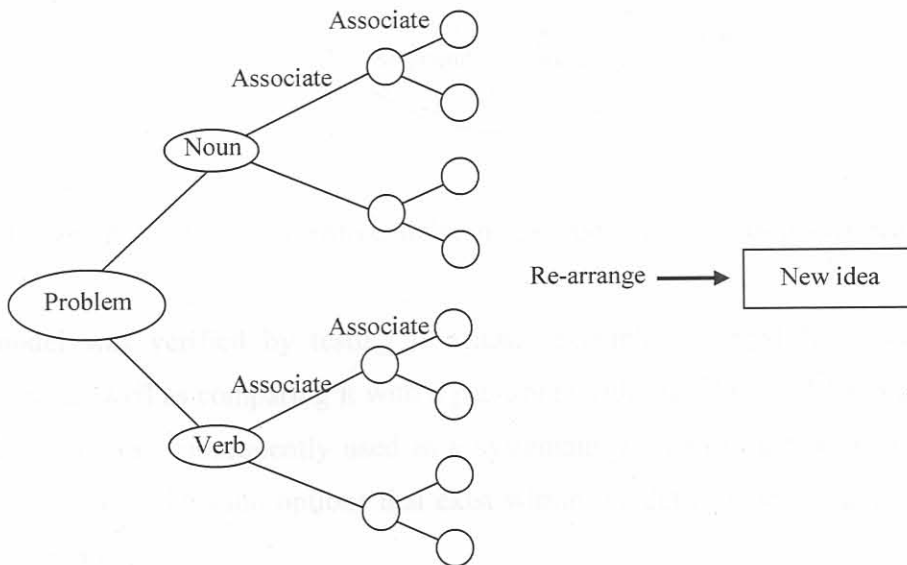 Associate
Associate
Noun
Problem
Re-arrange
New idea
Associate
Associate
Verb